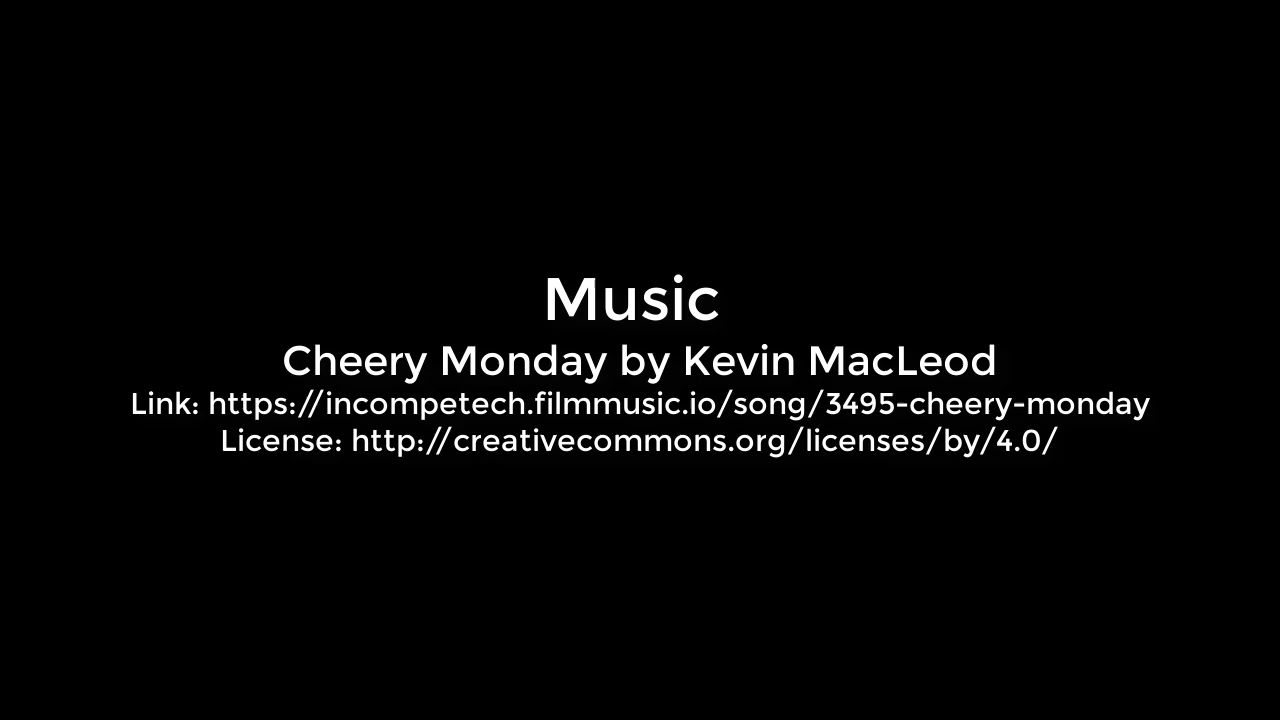 Music
Cheery Monday by Kevin MacLeod
Link: https://incompetech.filmmusic.io/song/3495-cheery-monday
License: http://creativecommons.org/licenses/by/4.0/